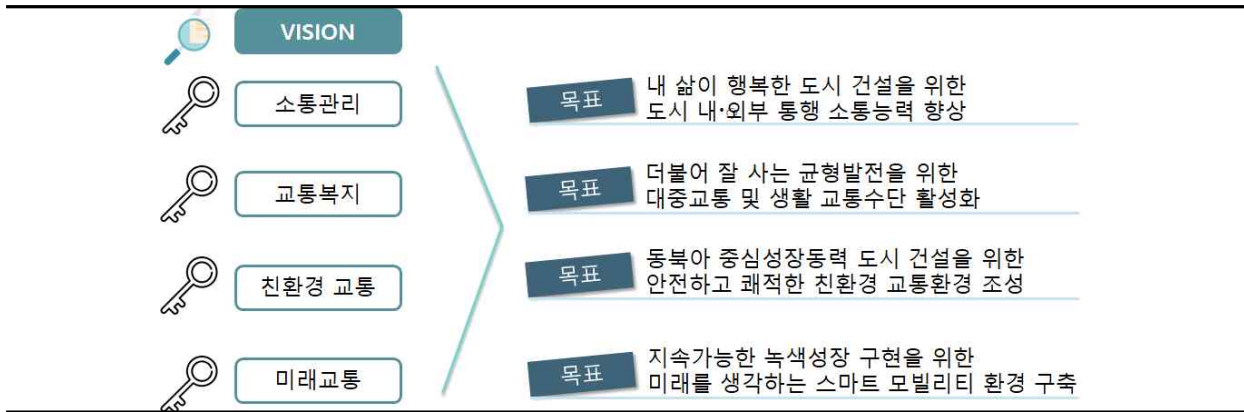 VISION
소통관리
목표
내 삶이 행복한 도시 건설을 위한
도시 내·외부 통행 소통능력 향상
교통복지
목표
더불어 잘 사는 균형발전을 위한
대중교통 및 생활 교통수단 활성화
친환경 교통
목표
동북아 중심성장동력 도시 건설을 위한
안전하고 쾌적한 친환경 교통환경 조성
미래교통
목표
지속가능한 녹색성장 구현을 위한
미래를 생각하는 스마트 모빌리티 환경 구축